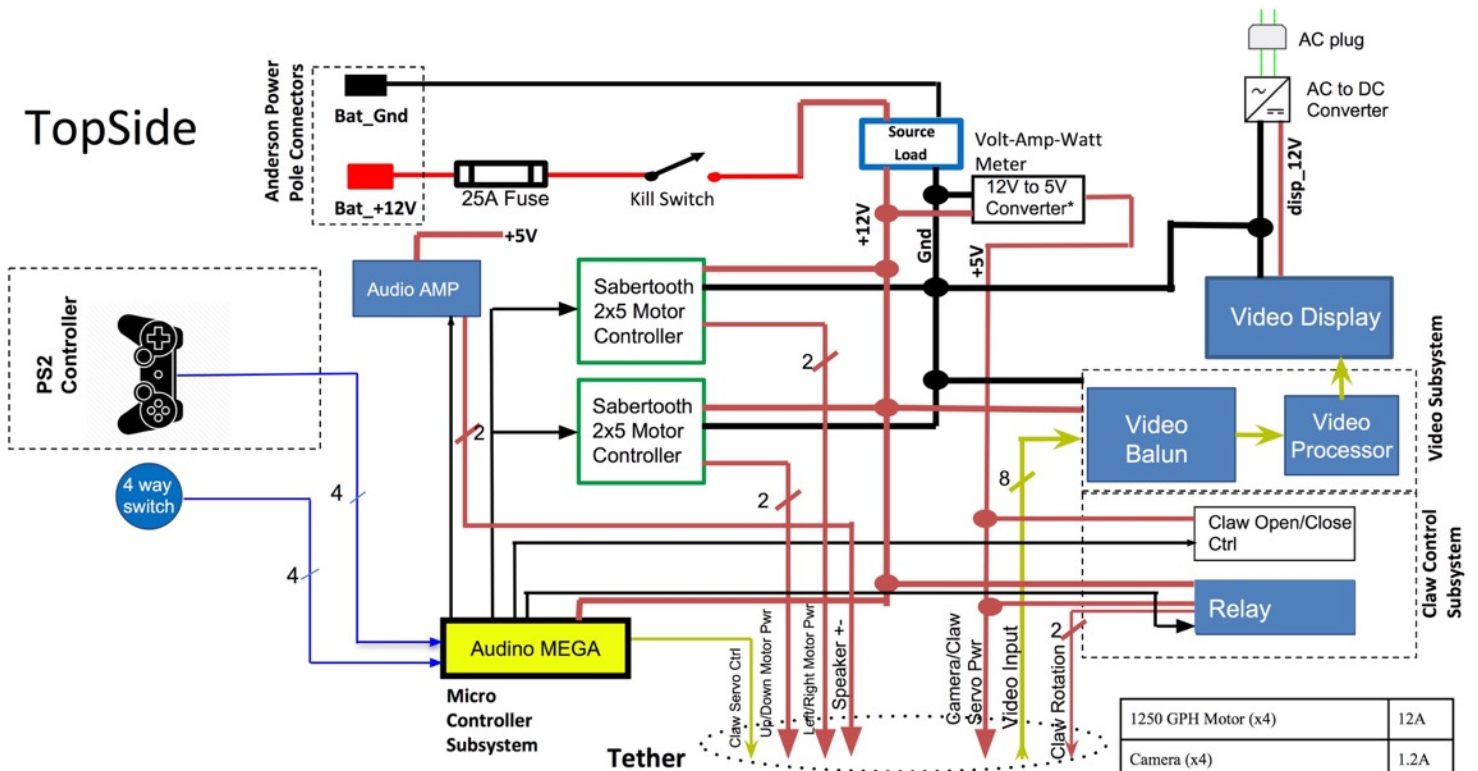 TopSide
Anderson Power
Pole Connectors
Bat_Gnd
Bat_+12V
25A Fuse
Kill Switch
Source
Load
Volt-Amp-Watt
Meter
12V to 5V
Converter*
AC plug
AC to DC
Converter
disp_12V
+12V
Gnd
+5V
+5V
Audio AMP
Sabertooth
2x5 Motor
Controller
Sabertooth
2x5 Motor
Controller
PS2
Controller
4 way
switch
4
4
2
2
2
8
2
Video Display
Video Subsystem
Video
Balun
Video
Processor
Claw Control
Subsystem
Claw Open/Close
Ctrl
Relay
Audino MEGA
Micro
Controller
Subsystem
Claw Servo Ctrl
Up/Down Motor Pwr
Left/Right Motor Pwr
Speaker +-
Camera/Claw
Servo Pwr
Video Input
Claw Rotation
Tether
1250 GPH Motor (x4) 12A
Camera (x4) 1.2A